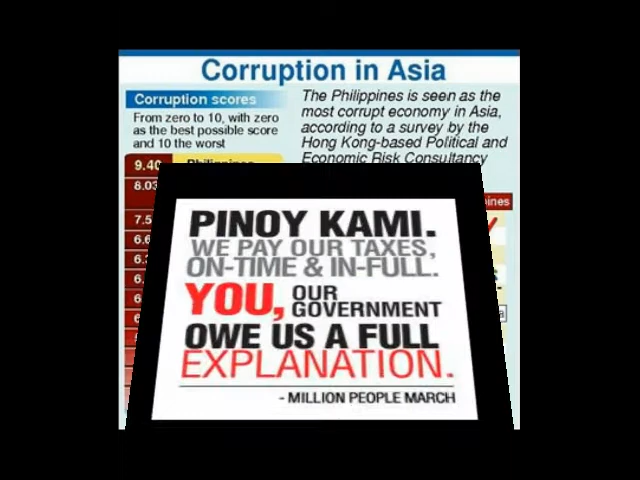 Corruption in Asia
Corruption scores
From zero to 10, with zero
as the best possible score
and 10 the worst
The Philippines is seen as the
most corrupt economy in Asia,
according to a survey by the
Hong Kong-based Political and
Economic Risk Consultancy
9.40 Philippines
8.03
PINOY KAMI.
WE PAY OUR TAXES,
ON-TIME & IN-FULL.
YOU, OUR
GOVERNMENT
OWE US A FULL
EXPLANATION.
- MILLION PEOPLE MARCH